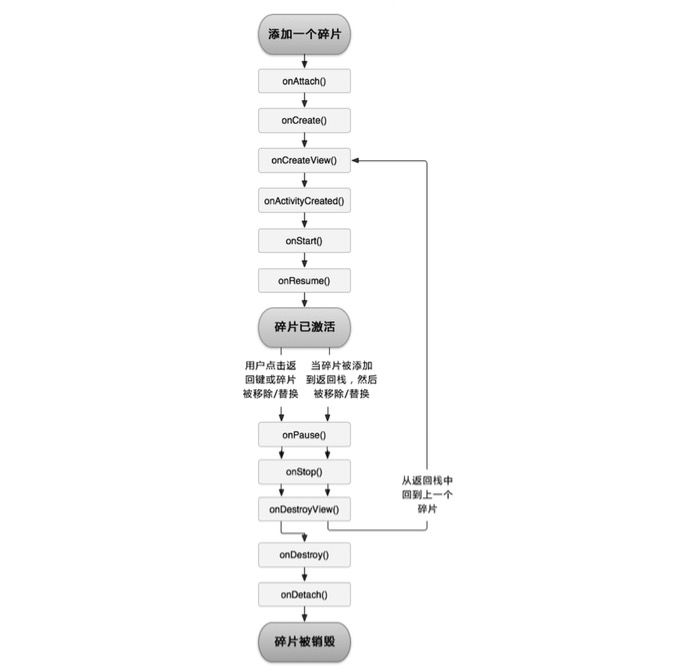 添加一个碎片
onAttach()
onCreate()
onCreateView()
onActivityCreated()
onStart()
onResume()
碎片已激活
用户点击返
回键或碎片
被移除/替换
当碎片被添加
到返回栈，然后
被移除/替换
onPause()
onStop()
onDestroyView()
从返回栈中
回到上一个
碎片
onDestroy()
onDetach()
碎片被销毁